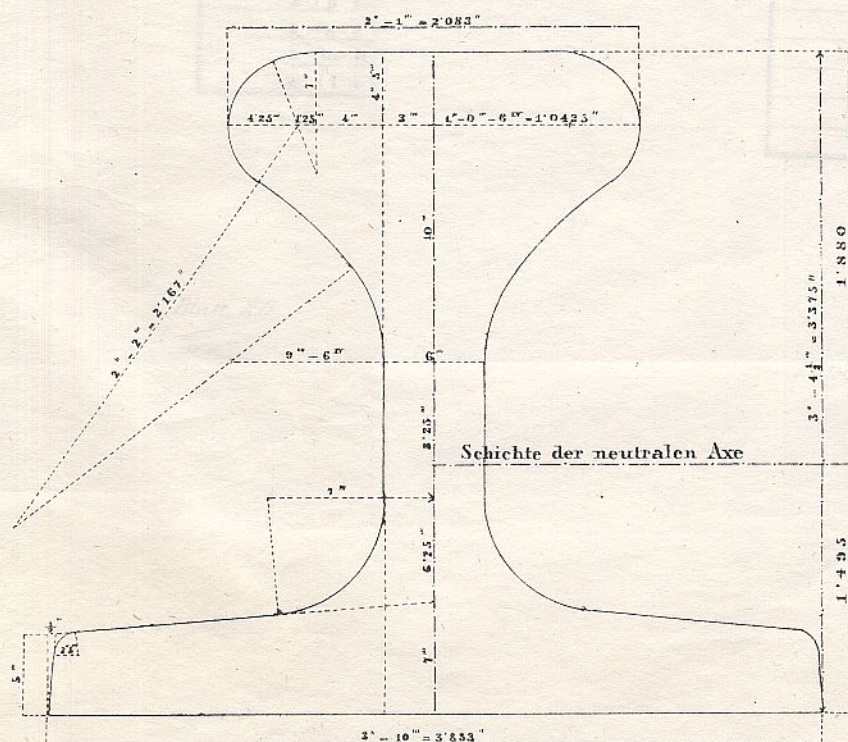 2" – 1'" = 2'083"
1"
4" 5'"
4'25'"
1'25'"
4'"
3'"
1"–0'"–6ᴵⱽ=1'0425"
10'"
1'880
2" – 2'" = 2'167"
3" – 4½'" = 3'375"
9'" – 6ᴵⱽ
6'"
8'25'"
Schichte der neutralen Axe
7'"
6'25'"
1'495
5'"
7'"
3" – 10'" = 3'833"